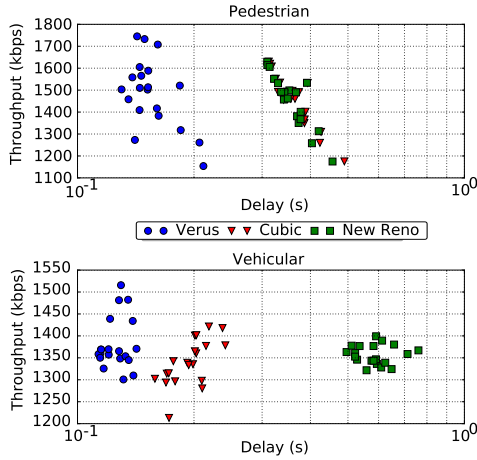 Pedestrian
1800
1700
1600
1500
1400
1300
1200
1100
Throughput (kbps)
10^-1
10^0
Delay (s)
Verus Cubic New Reno
Vehicular
1550
1500
1450
1400
1350
1300
1250
1200
Throughput (kbps)
10^-1
10^0
Delay (s)